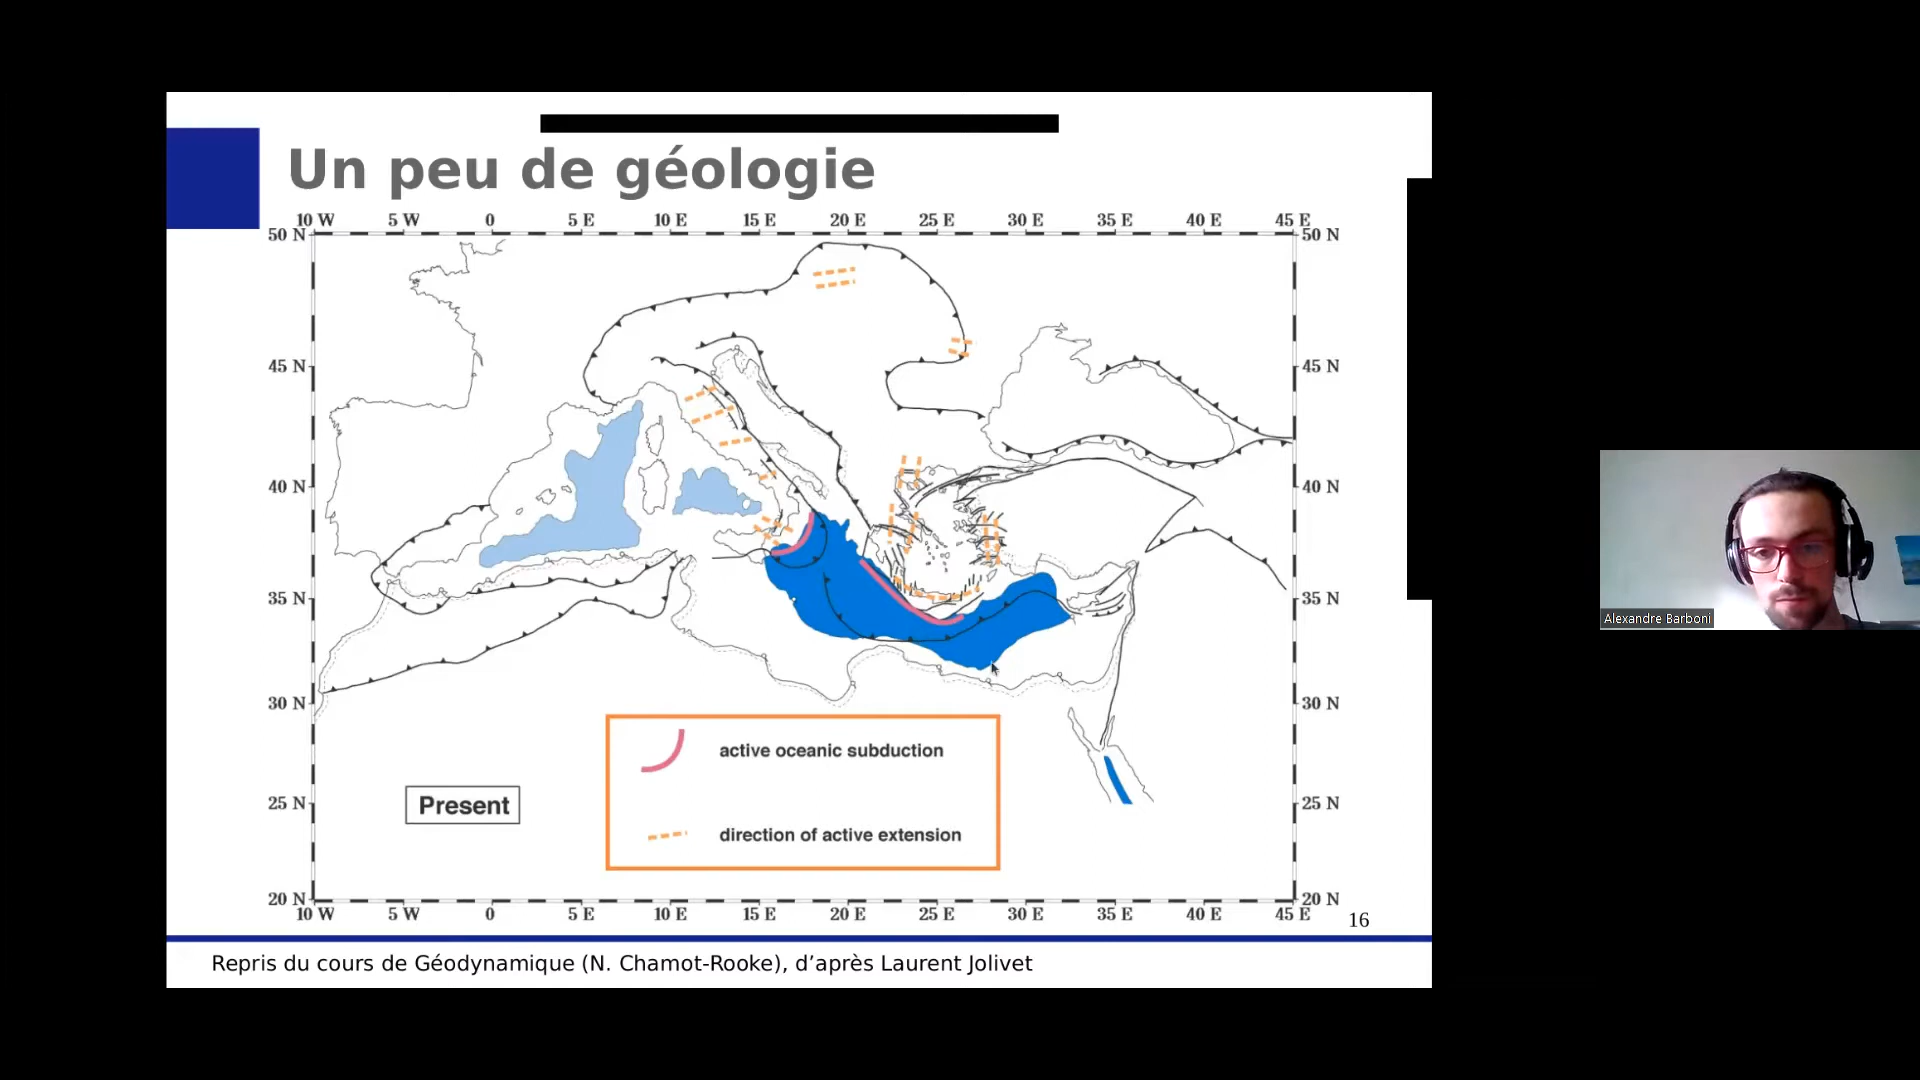 Un peu de géologie
10 W 5 W 0 5 E 10 E 15 E 20 E 25 E 30 E 35 E 40 E 45 E
50 N 50 N
45 N 45 N
40 N 40 N
35 N 35 N
30 N 30 N
active oceanic subduction
Present
25 N 25 N
direction of active extension
20 N 20 N
10 W 5 W 0 5 E 10 E 15 E 20 E 25 E 30 E 35 E 40 E 45 E
16
Repris du cours de Géodynamique (N. Chamot-Rooke), d’après Laurent Jolivet
Alexandre Barboni